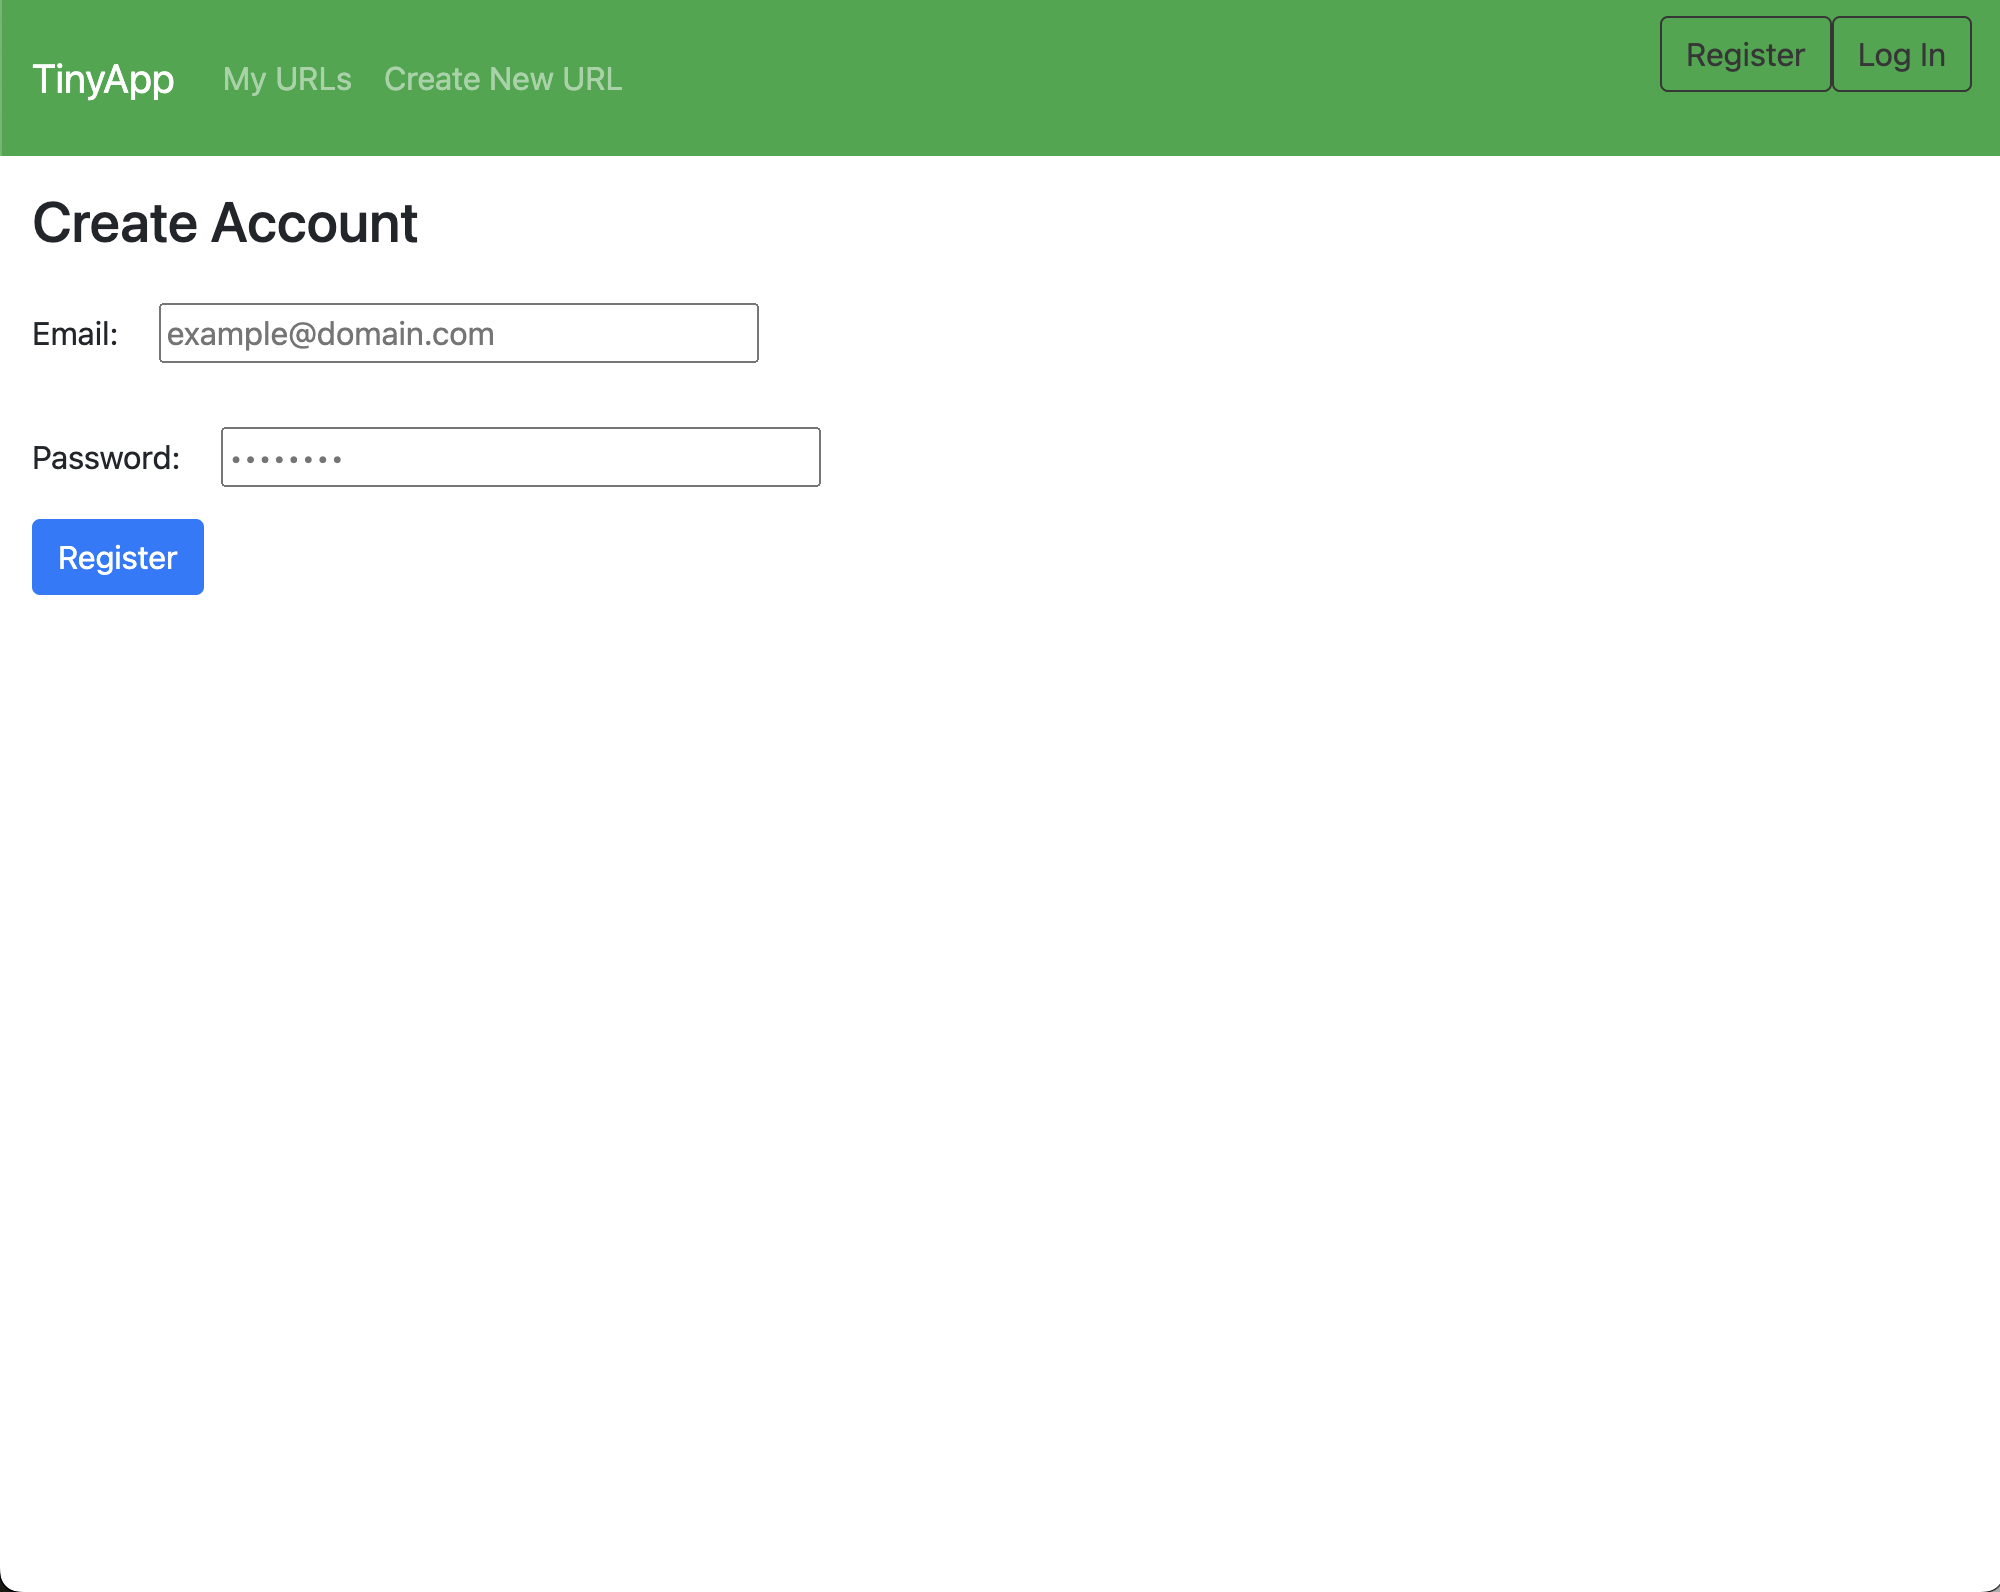 TinyApp My URLs Create New URL Register Log In
Create Account
Email: example@domain.com
Password: ••••••••
Register